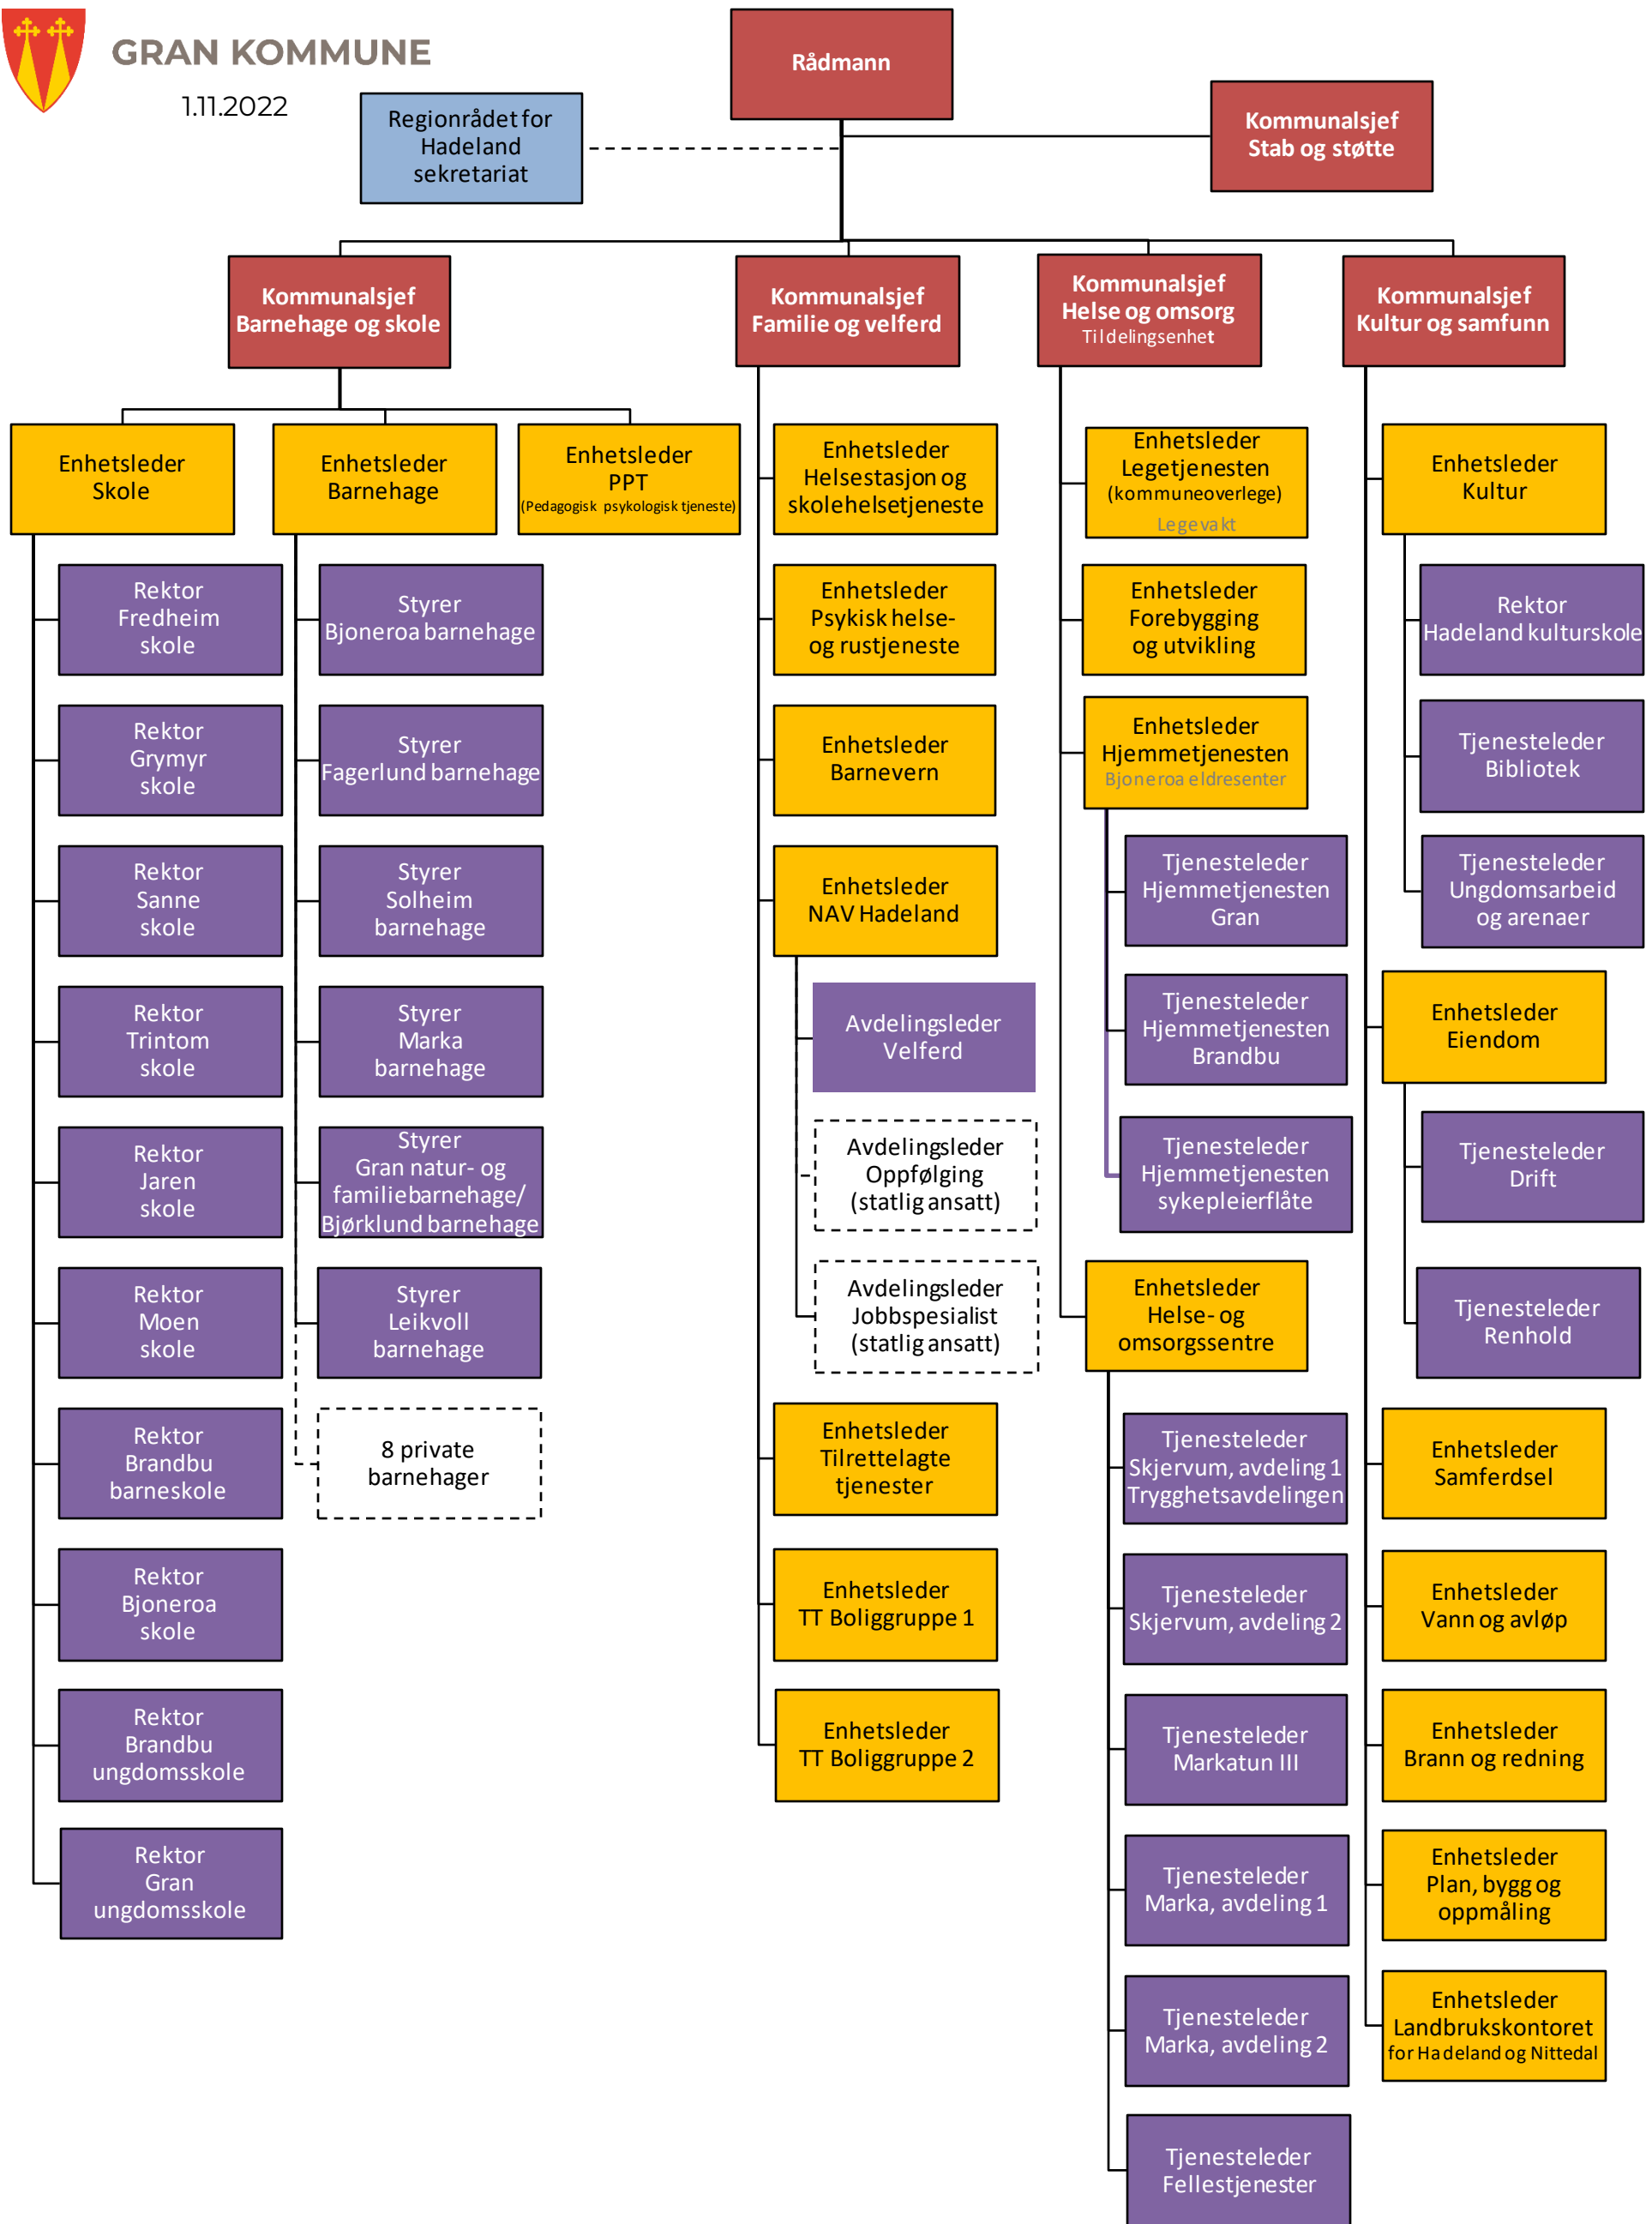 GRAN KOMMUNE
1.11.2022
Rådmann
Regionrådet for
Hadeland
sekretariat
Kommunalsjef
Stab og støtte
Kommunalsjef
Barnehage og skole
Kommunalsjef
Familie og velferd
Kommunalsjef
Helse og omsorg
Tildelingsenhet
Kommunalsjef
Kultur og samfunn
Enhetsleder
Skole
Rektor
Fredheim
skole
Rektor
Grymyr
skole
Rektor
Sanne
skole
Rektor
Trintom
skole
Rektor
Jaren
skole
Rektor
Moen
skole
Rektor
Brandbu
barneskole
Rektor
Bjoneroa
skole
Rektor
Brandbu
ungdomsskole
Rektor
Gran
ungdomsskole
Enhetsleder
Barnehage
Styrer
Bjoneroa barnehage
Styrer
Fagerlund barnehage
Styrer
Solheim
barnehage
Styrer
Marka
barnehage
Styrer
Gran natur- og
familiebarnehage/
Bjørklund barnehage
Styrer
Leikvoll
barnehage
8 private
barnehager
Enhetsleder
PPT
(Pedagogisk psykologisk tjeneste)
Enhetsleder
Helsestasjon og
skolehelsetjeneste
Enhetsleder
Psykisk helse-
og rustjeneste
Enhetsleder
Barnevern
Enhetsleder
NAV Hadeland
Avdelingsleder
Velferd
Avdelingsleder
Oppfølging
(statlig ansatt)
Avdelingsleder
Jobbspesialist
(statlig ansatt)
Enhetsleder
Tilrettelagte
tjenester
Enhetsleder
TT Boliggruppe 1
Enhetsleder
TT Boliggruppe 2
Enhetsleder
Legetjenesten
(kommuneoverlege)
Legevakt
Enhetsleder
Forebygging
og utvikling
Enhetsleder
Hjemmetjenesten
Bjoneroa eldresenter
Tjenesteleder
Hjemmetjenesten
Gran
Tjenesteleder
Hjemmetjenesten
Brandbu
Tjenesteleder
Hjemmetjenesten
sykepleierflåte
Enhetsleder
Helse- og
omsorgssentre
Tjenesteleder
Skjervum, avdeling 1
Trygghetsavdelingen
Tjenesteleder
Skjervum, avdeling 2
Tjenesteleder
Markatun III
Tjenesteleder
Marka, avdeling 1
Tjenesteleder
Marka, avdeling 2
Tjenesteleder
Fellestjenester
Enhetsleder
Kultur
Rektor
Hadeland kulturskole
Tjenesteleder
Bibliotek
Tjenesteleder
Ungdomsarbeid
og arenaer
Enhetsleder
Eiendom
Tjenesteleder
Drift
Tjenesteleder
Renhold
Enhetsleder
Samferdsel
Enhetsleder
Vann og avløp
Enhetsleder
Brann og redning
Enhetsleder
Plan, bygg og
oppmåling
Enhetsleder
Landbrukskontoret
for Hadeland og Nittedal